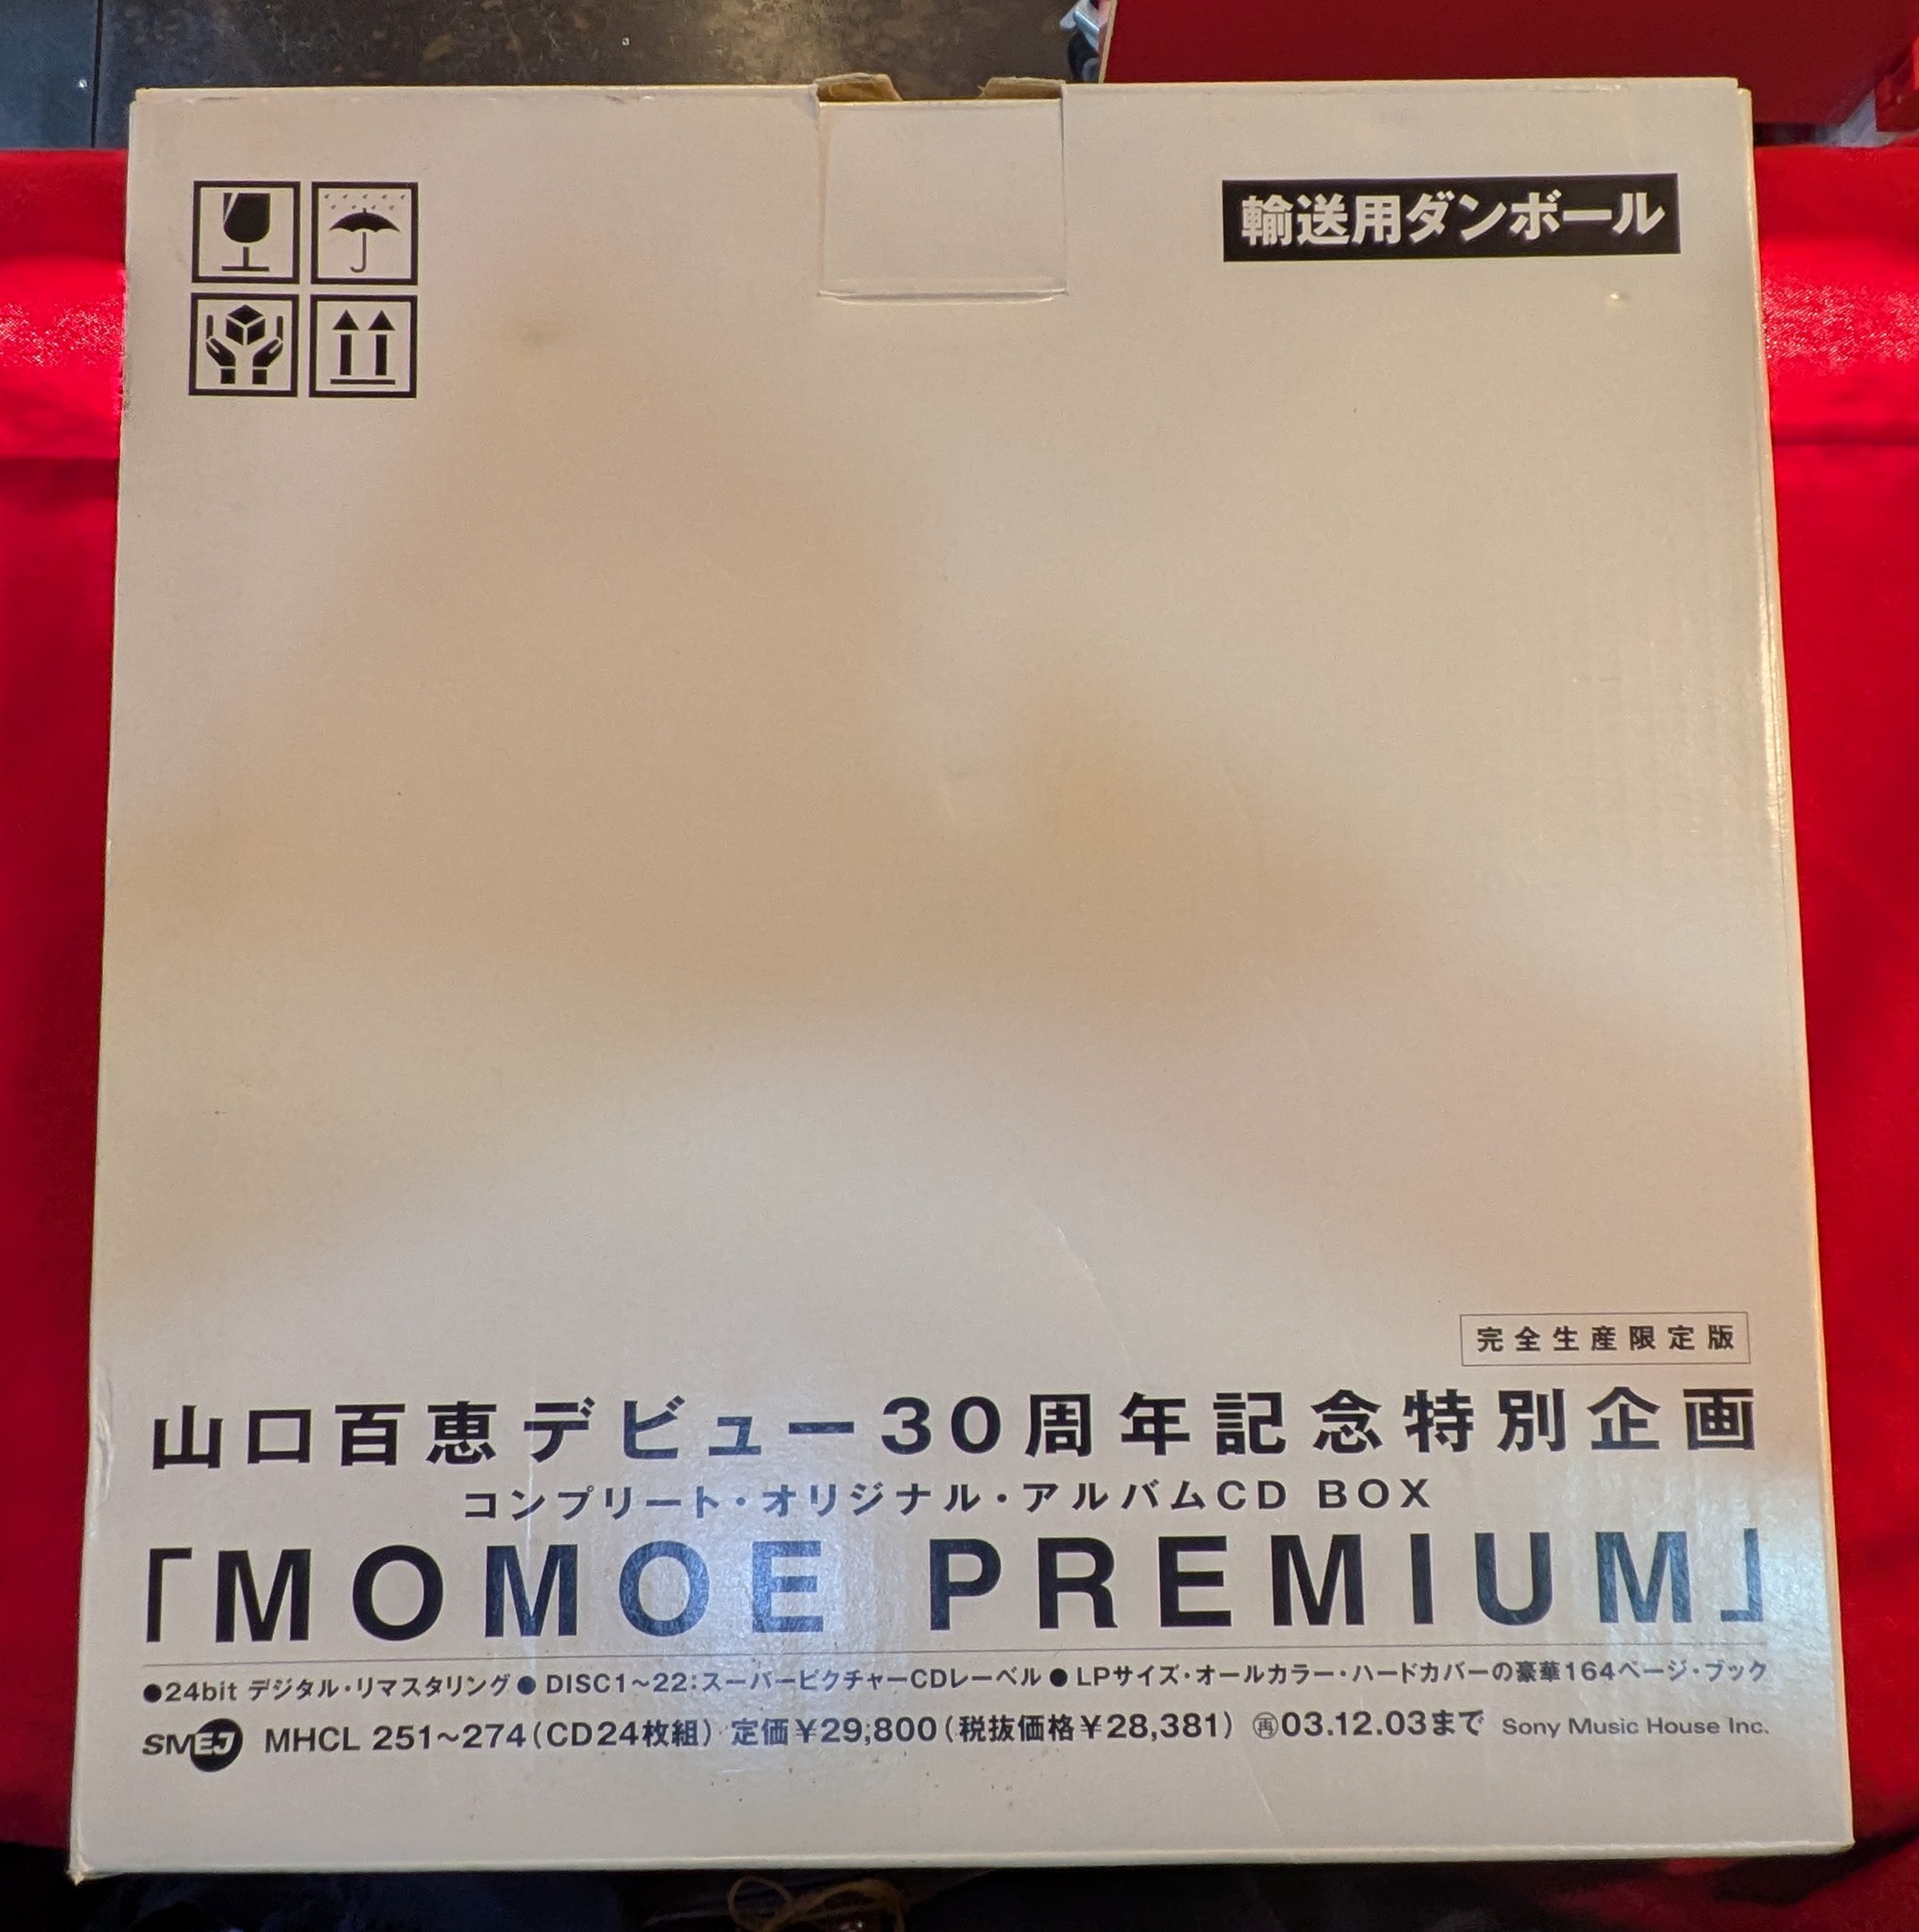 輸送用ダンボール
完全生産限定版
山口百恵デビュー30周年記念特別企画
コンプリート・オリジナル・アルバムCD BOX
「MOMOE PREMIUM」
●24bit デジタル・リマスタリング● DISC1~22:スーパーピクチャーCDレーベル● LPサイズ・オールカラー・ハードカバーの豪華164ページ・ブック
SMEJ MHCL 251~274(CD24枚組) 定価¥29,800(税抜価格¥28,381) ㊢03.12.03まで Sony Music House Inc.